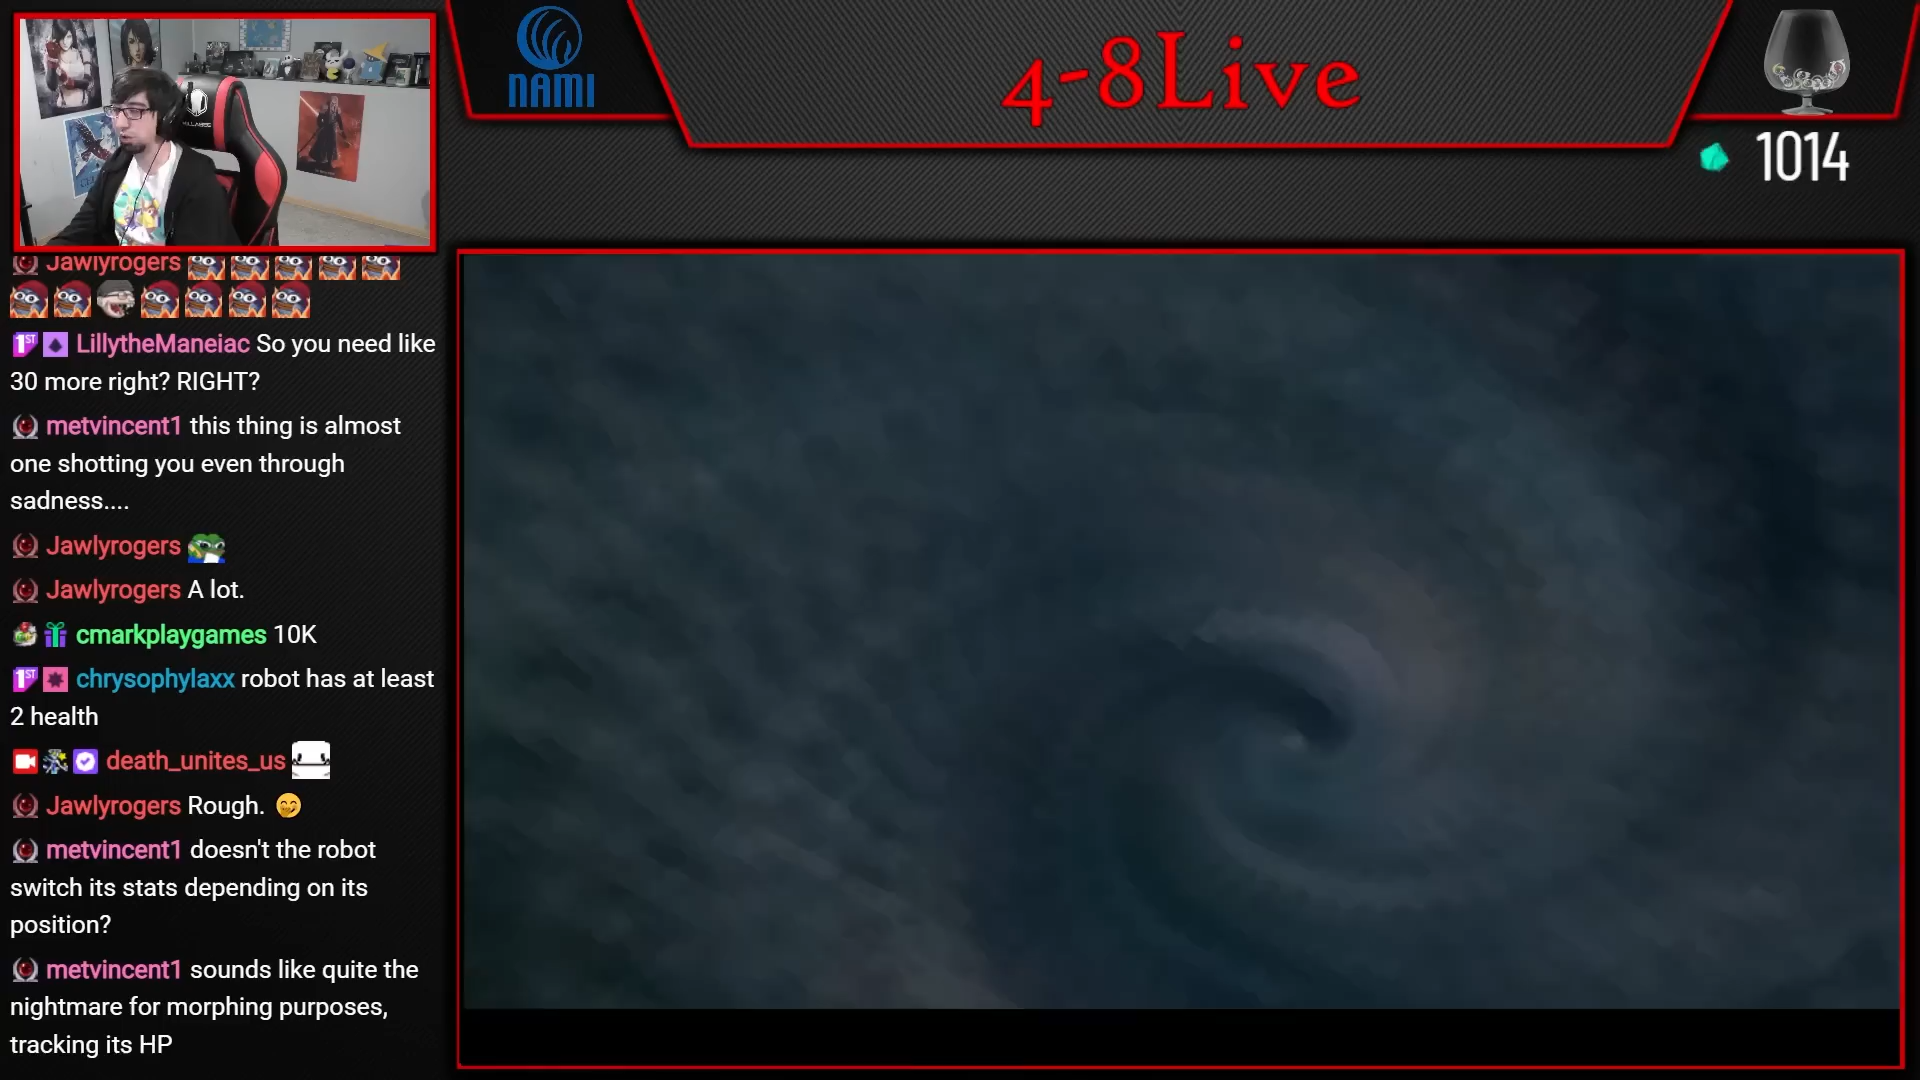 NAMI
4-8Live
1014
Jawlyrogers
1ST LillytheManeiac So you need like
30 more right? RIGHT?
metvincent1 this thing is almost
one shotting you even through
sadness....
Jawlyrogers
Jawlyrogers A lot.
cmarkplaygames 10K
1ST chrysophylaxx robot has at least
2 health
death_unites_us
Jawlyrogers Rough.
metvincent1 doesn't the robot
switch its stats depending on its
position?
metvincent1 sounds like quite the
nightmare for morphing purposes,
tracking its HP